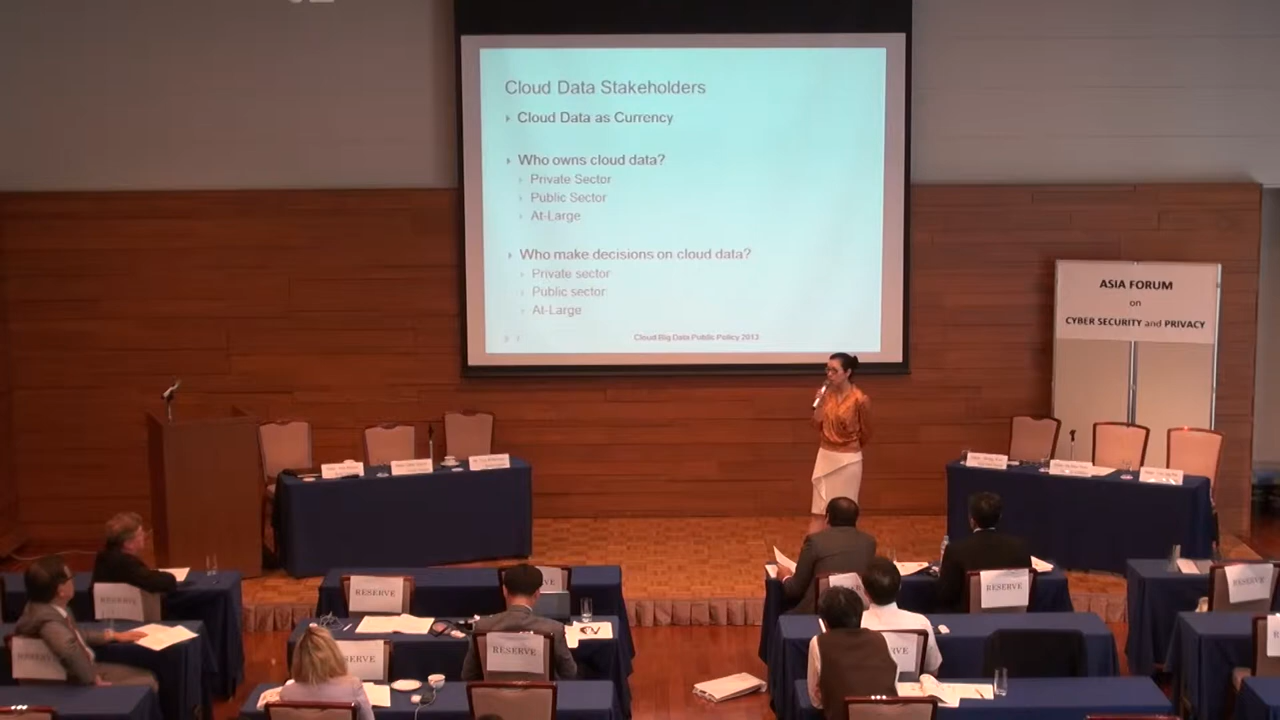 Cloud Data Stakeholders
Cloud Data as Currency
Who owns cloud data?
Private Sector
Public Sector
At-Large
Who make decisions on cloud data?
Private sector
Public sector
At-Large
Cloud Big Data Public Policy 2013
ASIA FORUM
on
CYBER SECURITY and PRIVACY
RESERVE
RESERVE
RESERVE
RESERVE
RESERVE
RESERVE
RESERVE